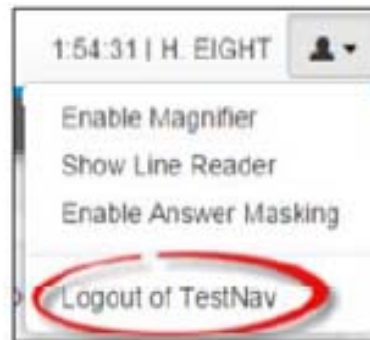 1:54:31 | H. EIGHT
Enable Magnifier
Show Line Reader
Enable Answer Masking
Logout of TestNav